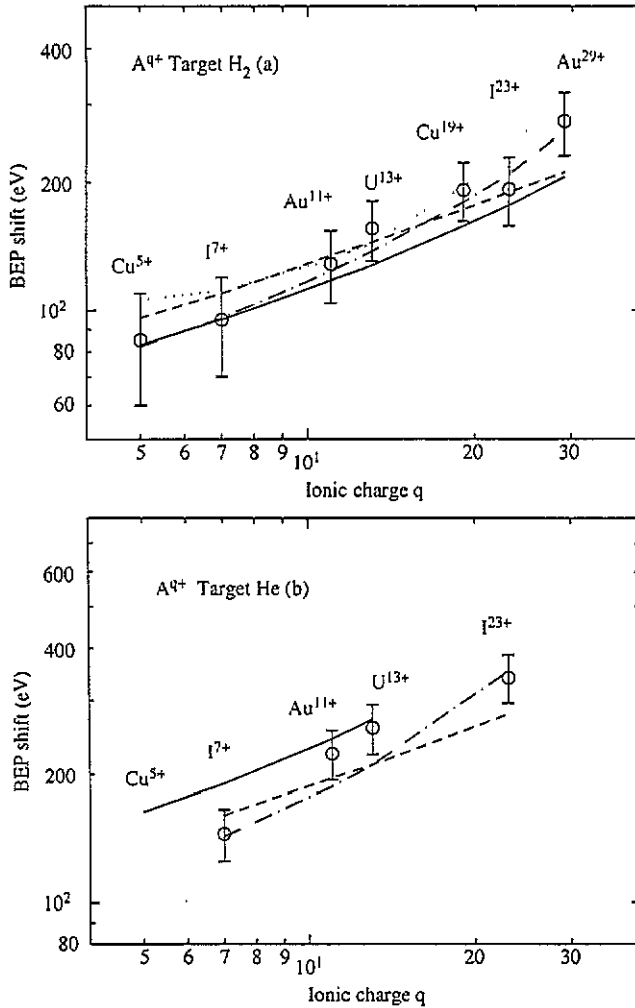 400
A^q+ Target H₂ (a)
Au²⁹⁺
I²³⁺
Cu¹⁹⁺
U¹³⁺
Au¹¹⁺
I⁷⁺
Cu⁵⁺
200
10²
80
60
BEP shift (eV)
5 6 7 8 9 10¹ 20 30
Ionic charge q
600
A^q+ Target He (b)
I²³⁺
400
U¹³⁺
Au¹¹⁺
I⁷⁺
Cu⁵⁺
200
10²
80
BEP shift (eV)
5 6 7 8 9 10¹ 20 30
Ionic charge q